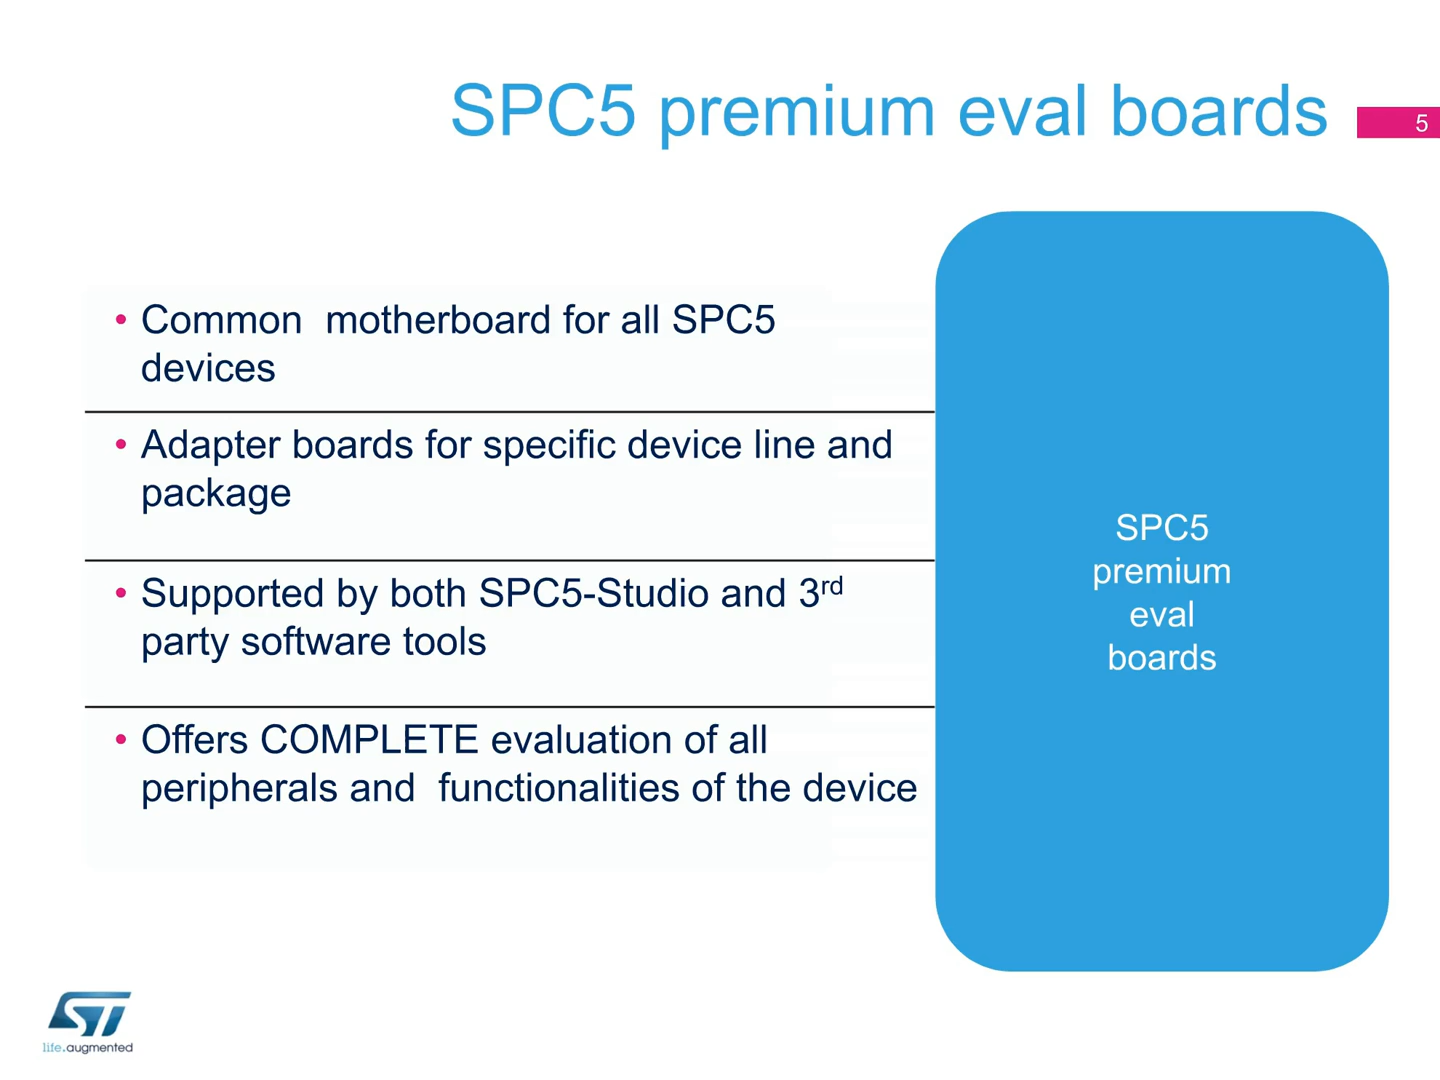 SPC5 premium eval boards
5
• Common  motherboard for all SPC5
devices
• Adapter boards for specific device line and
package
• Supported by both SPC5-Studio and 3rd
party software tools
• Offers COMPLETE evaluation of all
peripherals and  functionalities of the device
SPC5
premium
eval
boards
ST
life.augmented